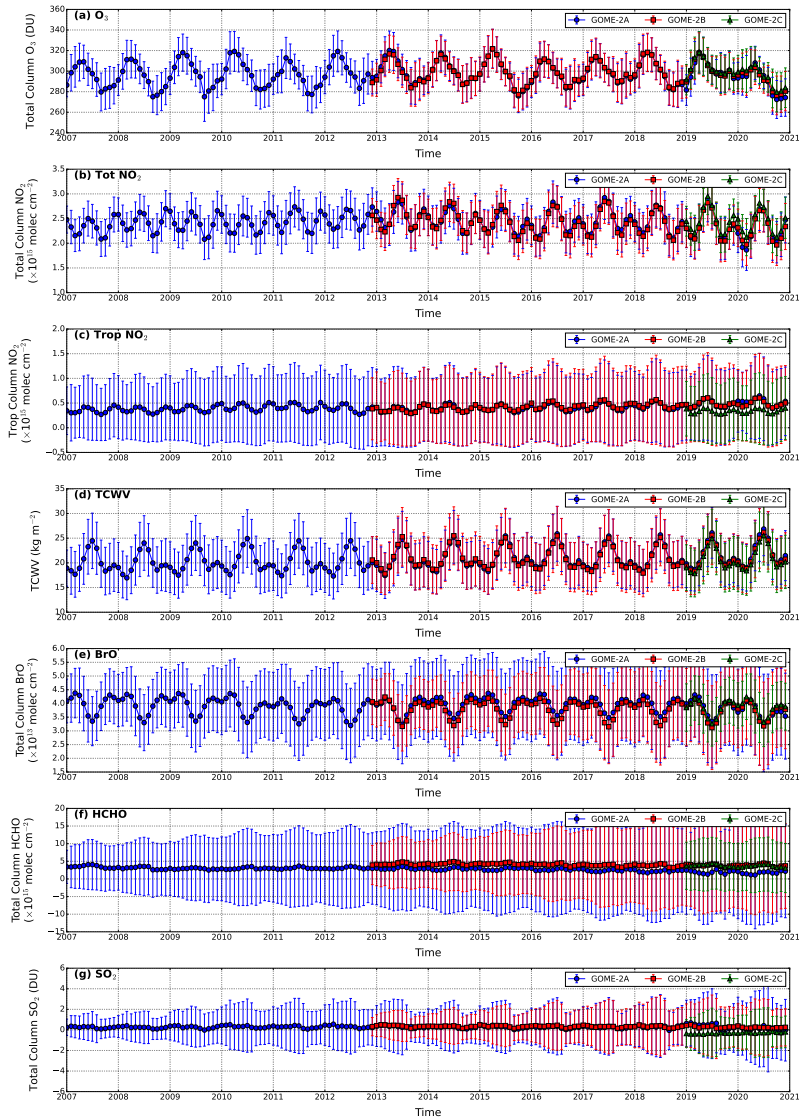 (a) O₃
GOME-2A GOME-2B GOME-2C
Total Column O₃ (DU)
360
340
320
300
280
260
240
2007 2008 2009 2010 2011 2012 2013 2014 2015 2016 2017 2018 2019 2020 2021
Time
(b) Tot NO₂
GOME-2A GOME-2B GOME-2C
Total Column NO₂
(×10¹⁵ molec cm⁻²)
3.5
3.0
2.5
2.0
1.5
1.0
2007 2008 2009 2010 2011 2012 2013 2014 2015 2016 2017 2018 2019 2020 2021
Time
(c) Trop NO₂
GOME-2A GOME-2B GOME-2C
Trop Column NO₂
(×10¹⁵ molec cm⁻²)
2.0
1.5
1.0
0.5
0.0
−0.5
2007 2008 2009 2010 2011 2012 2013 2014 2015 2016 2017 2018 2019 2020 2021
Time
(d) TCWV
GOME-2A GOME-2B GOME-2C
TCWV (kg m⁻²)
35
30
25
20
15
10
2007 2008 2009 2010 2011 2012 2013 2014 2015 2016 2017 2018 2019 2020 2021
Time
(e) BrO
GOME-2A GOME-2B GOME-2C
Total Column BrO
(×10¹³ molec cm⁻²)
6.0
5.5
5.0
4.5
4.0
3.5
3.0
2.5
2.0
1.5
2007 2008 2009 2010 2011 2012 2013 2014 2015 2016 2017 2018 2019 2020 2021
Time
(f) HCHO
GOME-2A GOME-2B GOME-2C
Total Column HCHO
(×10¹⁵ molec cm⁻²)
20
15
10
5
0
−5
−10
−15
2007 2008 2009 2010 2011 2012 2013 2014 2015 2016 2017 2018 2019 2020 2021
Time
(g) SO₂
GOME-2A GOME-2B GOME-2C
Total Column SO₂ (DU)
6
4
2
0
−2
−4
−6
2007 2008 2009 2010 2011 2012 2013 2014 2015 2016 2017 2018 2019 2020 2021
Time